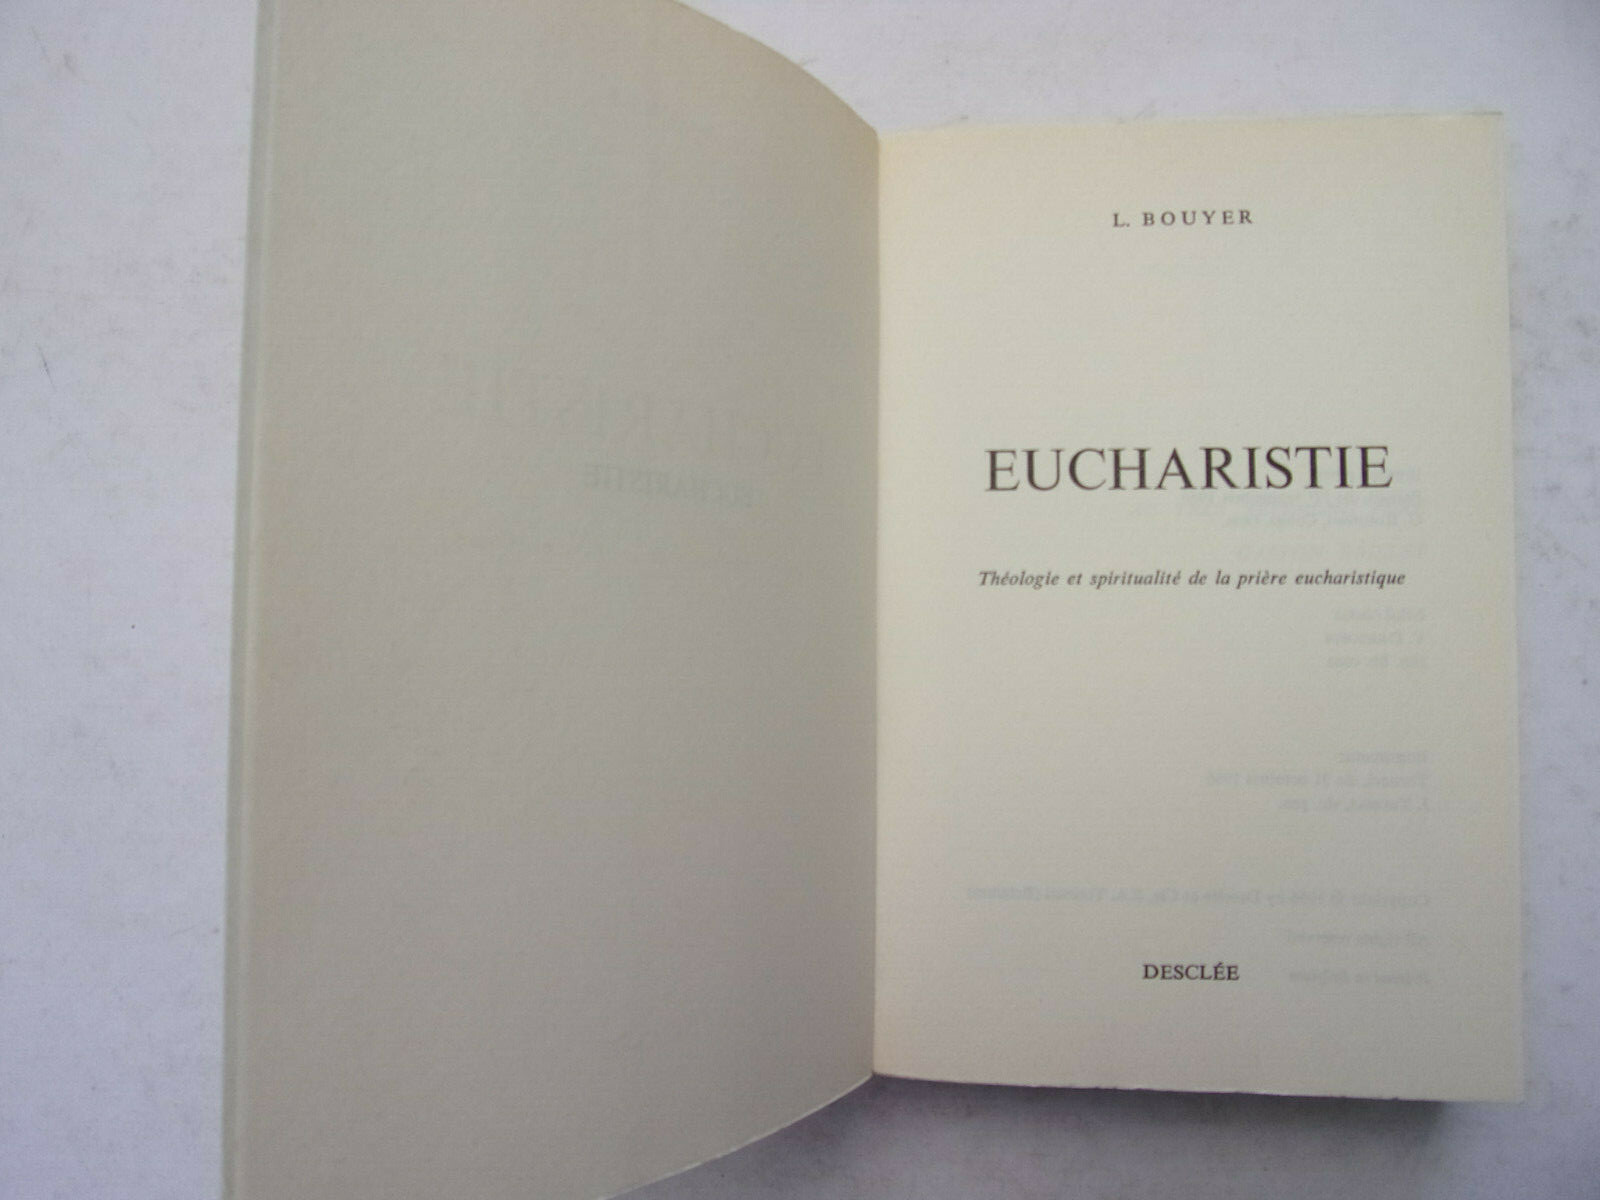 L. BOUYER
EUCHARISTIE
Théologie et spiritualité de la prière eucharistique
DESCLÉE